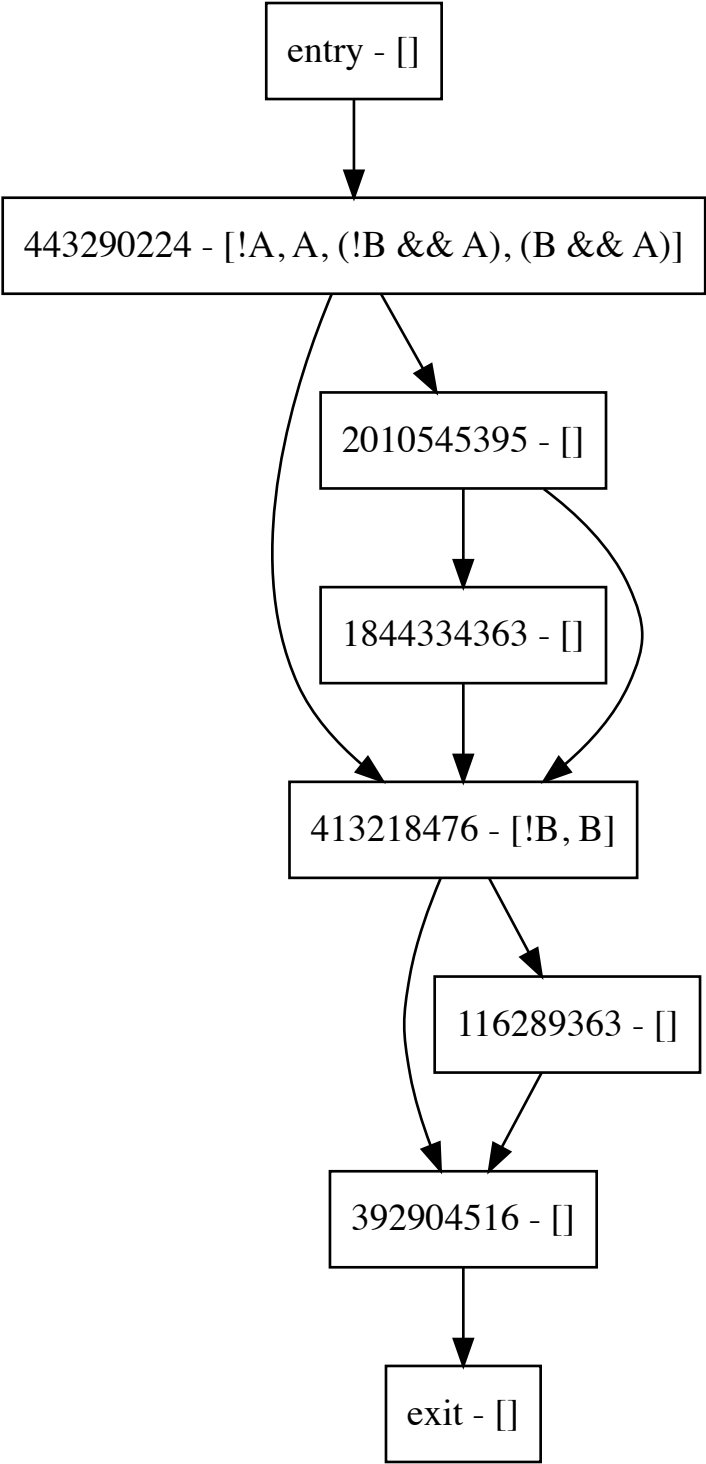 entry - []
443290224 - [!A, A, (!B && A), (B && A)]
2010545395 - []
1844334363 - []
413218476 - [!B, B]
116289363 - []
392904516 - []
exit - []